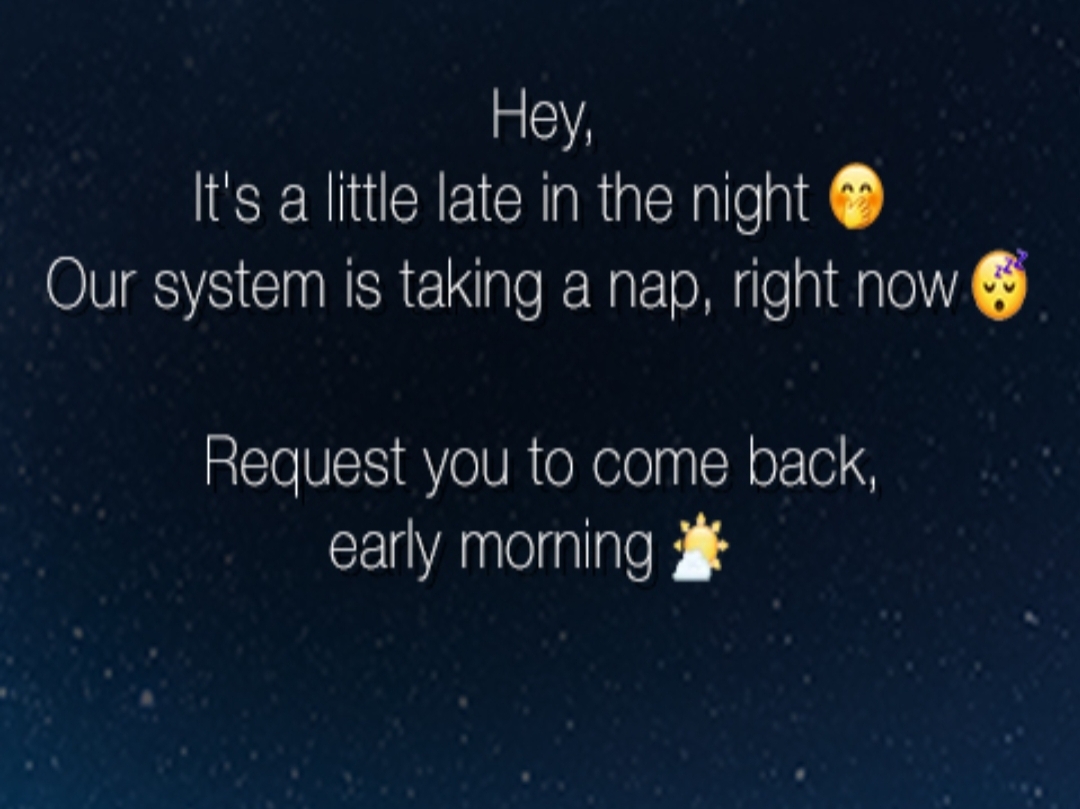 Hey,
It's a little late in the night 🤭
Our system is taking a nap, right now 😴
Request you to come back,
early morning 🌤️